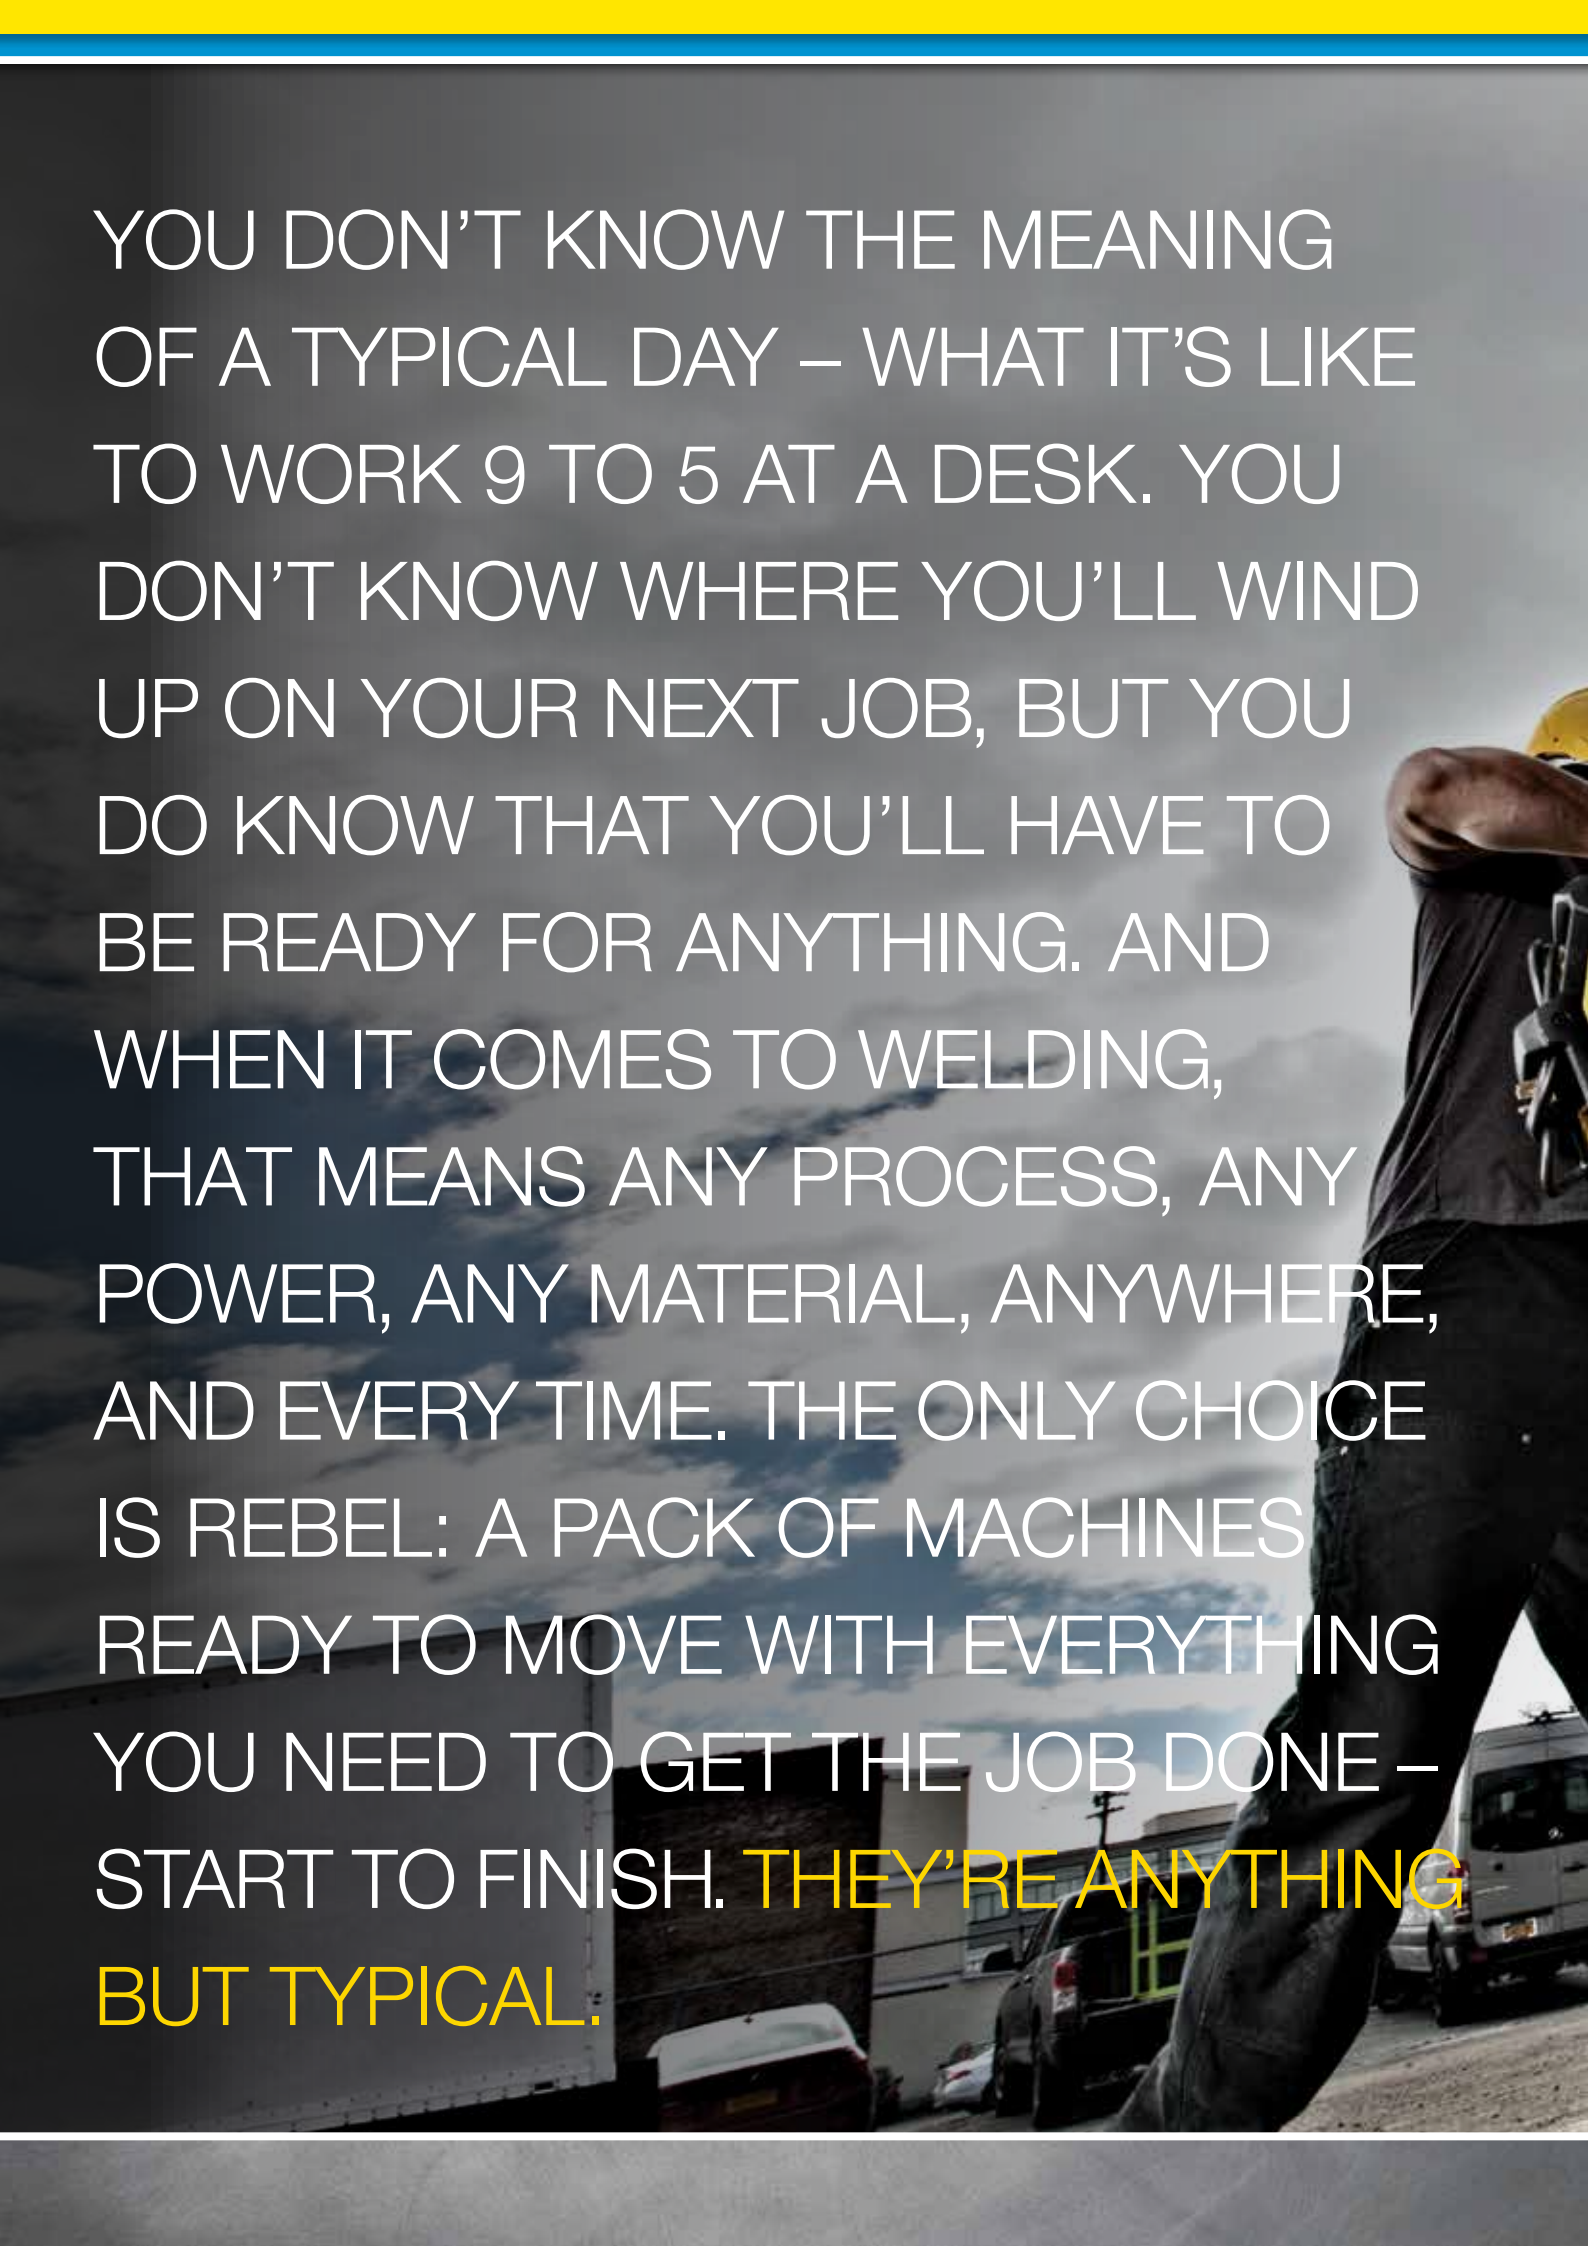 YOU DON’T KNOW THE MEANING
OF A TYPICAL DAY – WHAT IT’S LIKE
TO WORK 9 TO 5 AT A DESK. YOU
DON’T KNOW WHERE YOU’LL WIND
UP ON YOUR NEXT JOB, BUT YOU
DO KNOW THAT YOU’LL HAVE TO
BE READY FOR ANYTHING. AND
WHEN IT COMES TO WELDING,
THAT MEANS ANY PROCESS, ANY
POWER, ANY MATERIAL, ANYWHERE,
AND EVERY TIME. THE ONLY CHOICE
IS REBEL: A PACK OF MACHINES
READY TO MOVE WITH EVERYTHING
YOU NEED TO GET THE JOB DONE –
START TO FINISH. THEY’RE ANYTHING
BUT TYPICAL.